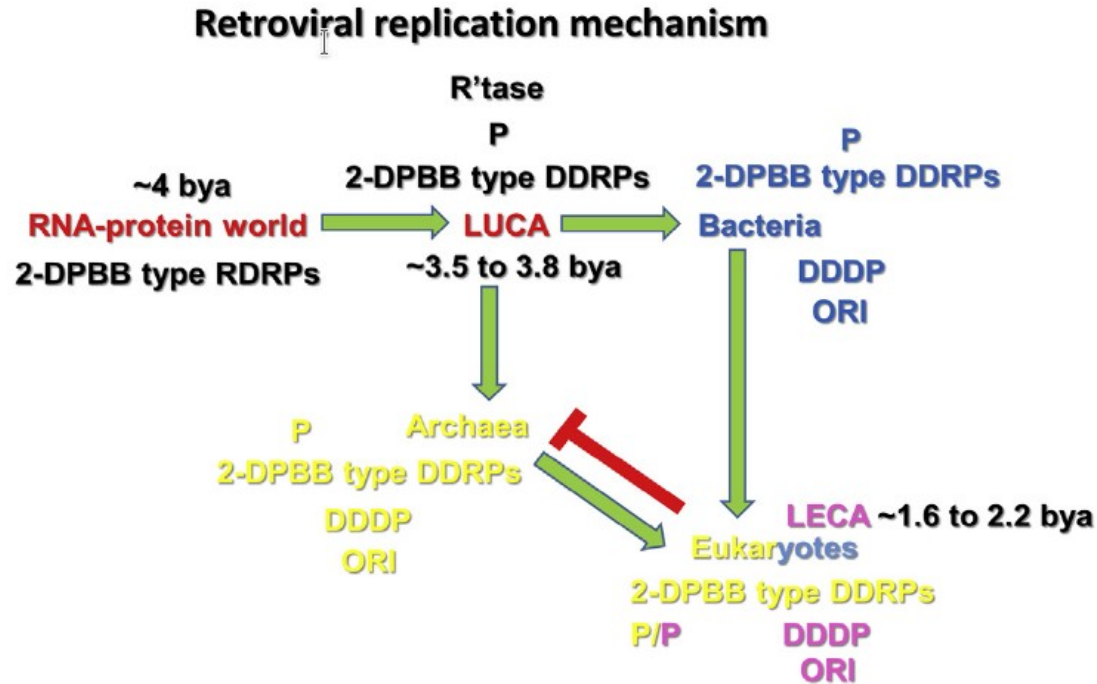 Retroviral replication mechanism
R'tase
P
2-DPBB type DDRPs
P
2-DPBB type DDRPs
~4 bya
RNA-protein world
LUCA
Bacteria
2-DPBB type RDRPs
~3.5 to 3.8 bya
DDDP
ORI
P
Archaea
2-DPBB type DDRPs
DDDP
ORI
LECA ~1.6 to 2.2 bya
Eukaryotes
2-DPBB type DDRPs
P/P
DDDP
ORI